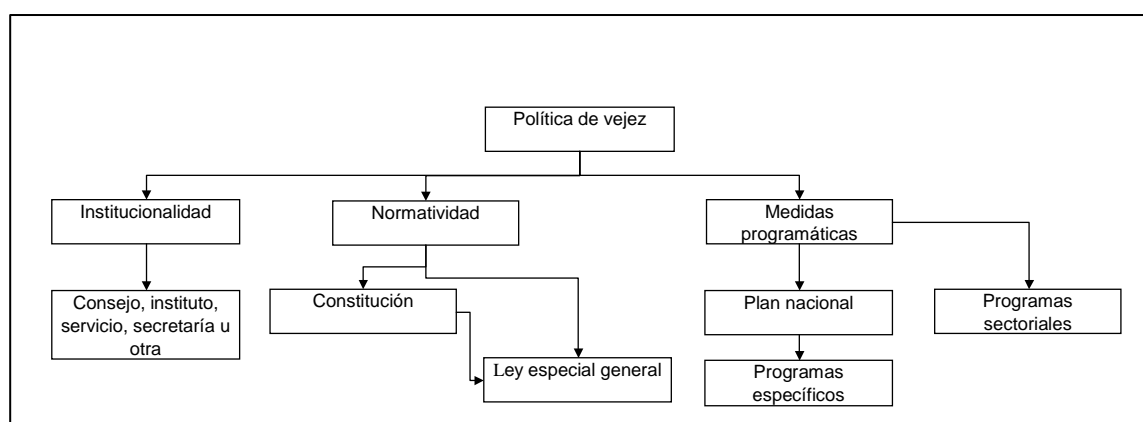 Política de vejez
Institucionalidad
Normatividad
Medidas
programáticas
Consejo, instituto,
servicio, secretaría u
otra
Constitución
Plan nacional
Programas
sectoriales
Ley especial general
Programas
específicos